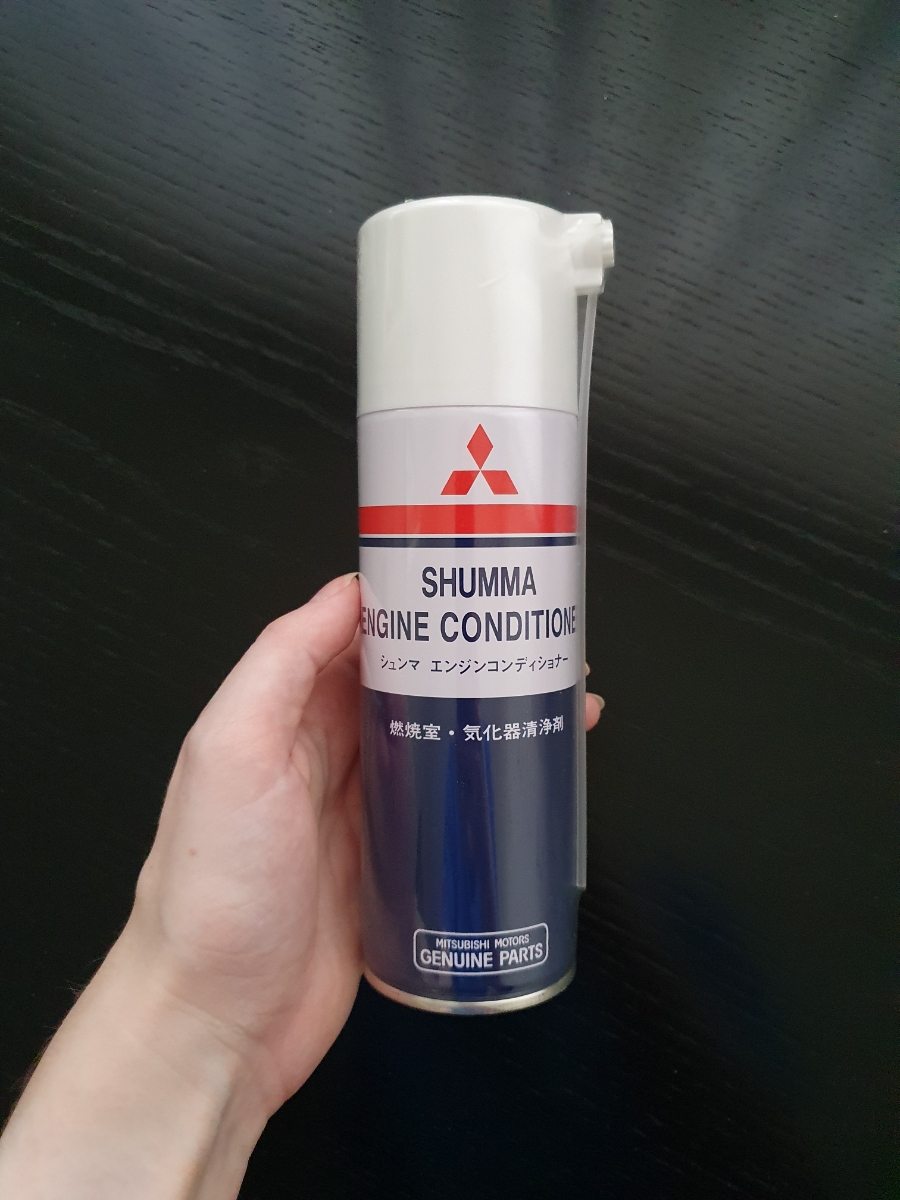 SHUMMA
ENGINE CONDITIONE
シュンマ エンジンコンディショナー
燃焼室・気化器清浄剤
MITSUBISHI MOTORS
GENUINE PARTS